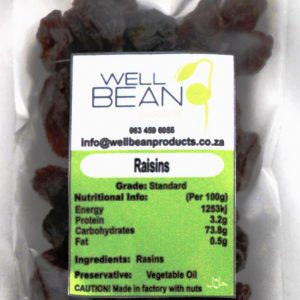 WELL
BEAN
063 459 6055
info@wellbeanproducts.co.za
Raisins
Grade: Standard
Nutritional Info: (Per 100g)
Energy 1253kj
Protein 3.2g
Carbohydrates 73.8g
Fat 0.5g
Ingredients: Rasins
Preservative: Vegetable Oil
CAUTION! Made in factory with nuts